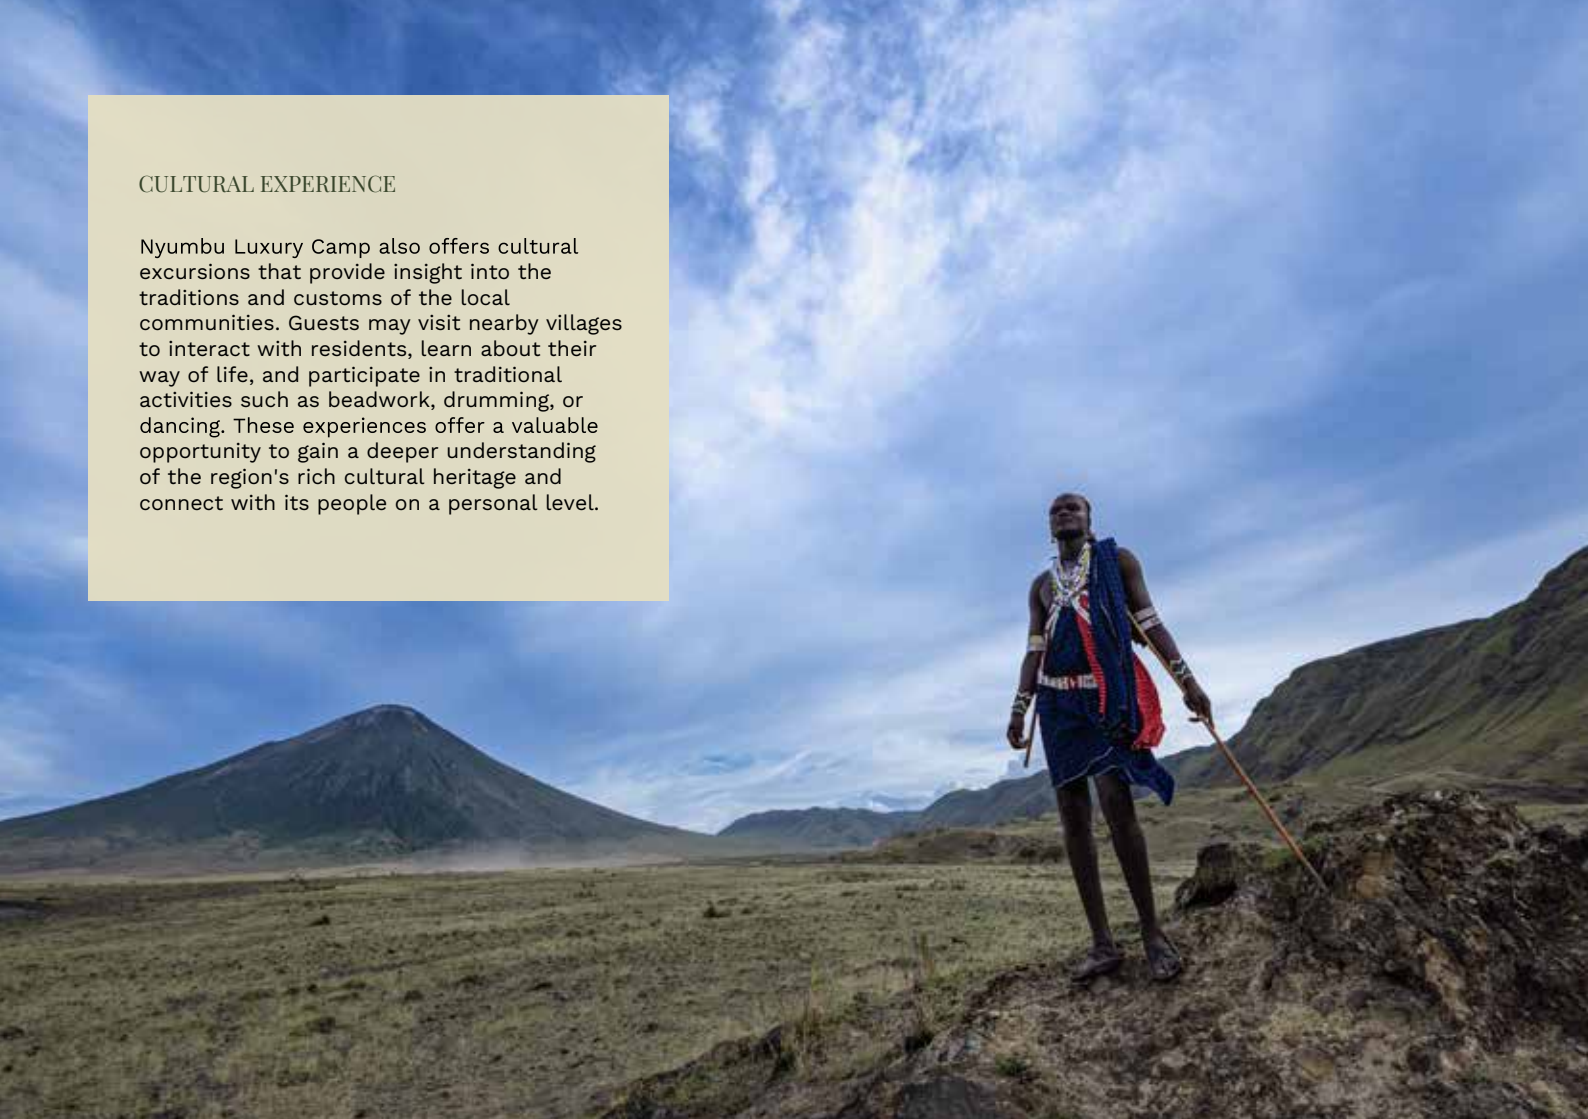 CULTURAL EXPERIENCE
Nyumbu Luxury Camp also offers cultural
excursions that provide insight into the
traditions and customs of the local
communities. Guests may visit nearby villages
to interact with residents, learn about their
way of life, and participate in traditional
activities such as beadwork, drumming, or
dancing. These experiences offer a valuable
opportunity to gain a deeper understanding
of the region's rich cultural heritage and
connect with its people on a personal level.